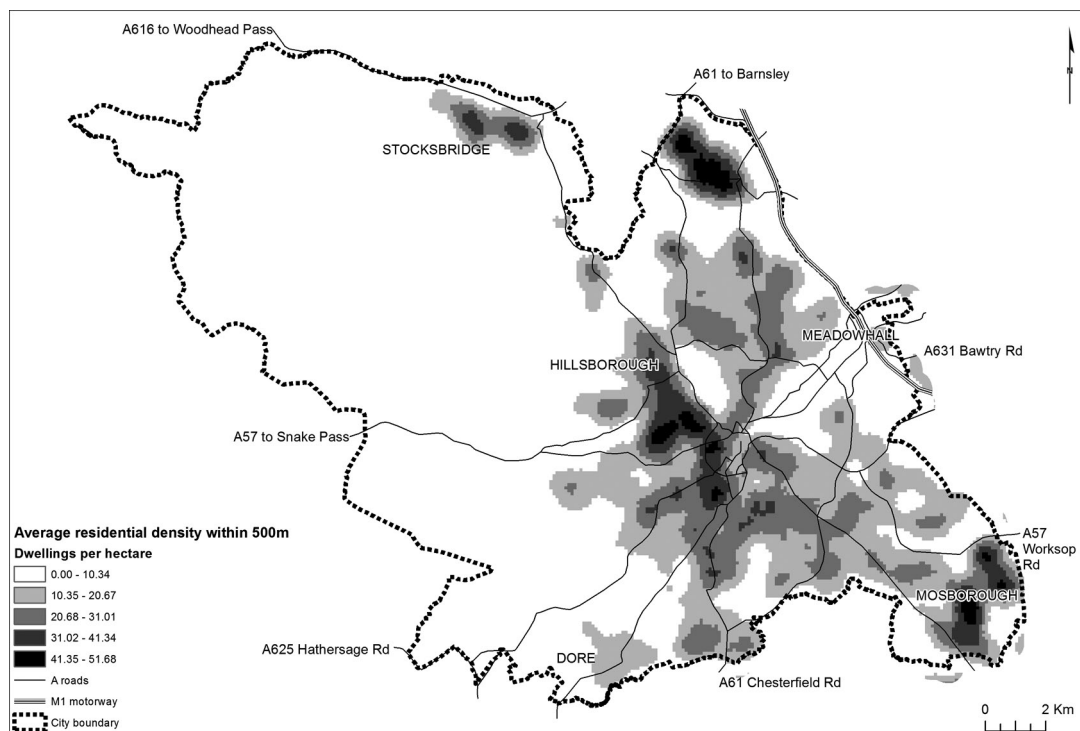 A616 to Woodhead Pass
A61 to Barnsley
N
STOCKSBRIDGE
MEADOWHALL
A631 Bawtry Rd
HILLSBOROUGH
A57 to Snake Pass
A57
Worksop
Rd
MOSBOROUGH
A625 Hathersage Rd
DORE
A61 Chesterfield Rd
Average residential density within 500m
Dwellings per hectare
0.00 - 10.34
10.35 - 20.67
20.68 - 31.01
31.02 - 41.34
41.35 - 51.68
A roads
M1 motorway
City boundary
0 2 Km